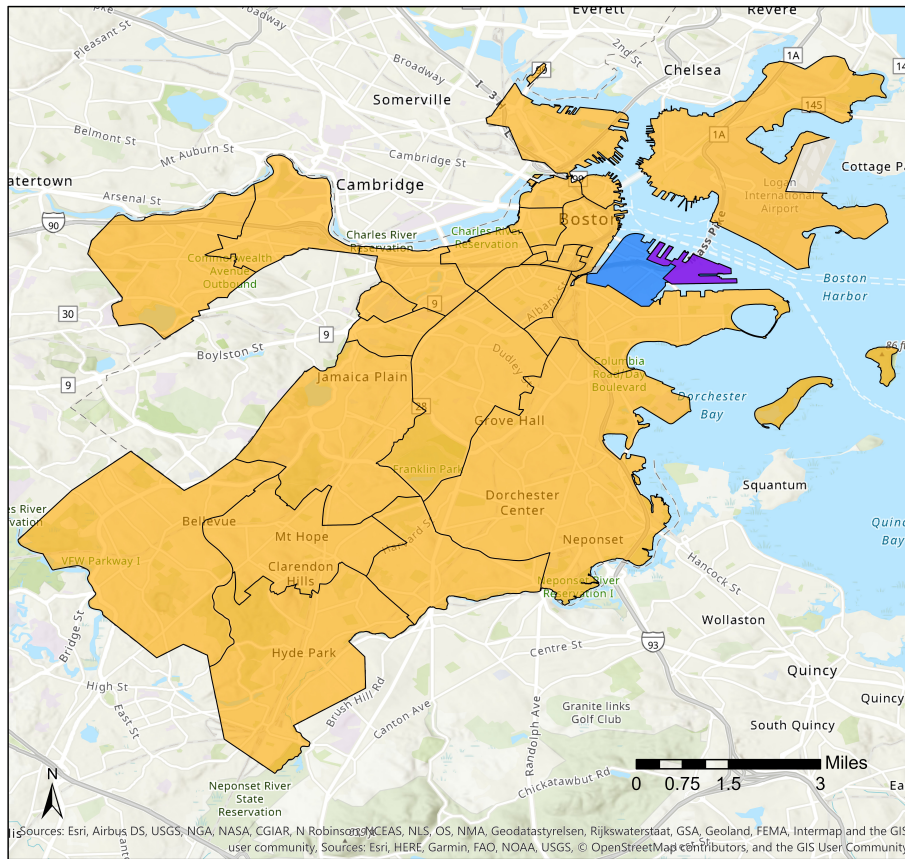 Everett
Revere
Pleasant St
Broadway
Broadway
2nd St
Chelsea
1A
Somerville
145
1A
Belmont St
Mt Auburn St
Cambridge St
Cottage
Cambridge
Logan
International
Airport
Arsenal St
Boston
90
Charles River
Reservation
Charles River
Reservation
Mass Pike
Commonwealth
Avenue
Outbound
Boston
Harbor
30
9
9
Boylston St
Albany St
9
Dudley
Columbia
Road/Day
Boulevard
Jamaica Plain
28
Dorchester
Bay
Grove Hall
Franklin Park
Squantum
Dorchester
Center
Bellevue
Mt Hope
Harvard S
Neponset
VFW Parkway I
Clarendon
Hills
Neponset River
Reservation I
Hancock St
Bay
Wollaston
Bridge St
93
Hyde Park
Centre St
Quincy
High St
Brush Hill Rd
East St
Canton Ave
Randolph Ave
Granite links
Golf Club
Quincy
South Quincy
Miles
0 0.75 1.5 3
N
Chickatawbut Rd
Neponset River
State
Reservation
Sources: Esri, Airbus DS, USGS, NGA, NASA, CGIAR, N Robinson, NCEAS, NLS, OS, NMA, Geodatastyrelsen, Rijkswaterstaat, GSA, Geoland, FEMA, Intermap and the GIS
user community, Sources: Esri, HERE, Garmin, FAO, NOAA, USGS, © OpenStreetMap contributors, and the GIS User Community